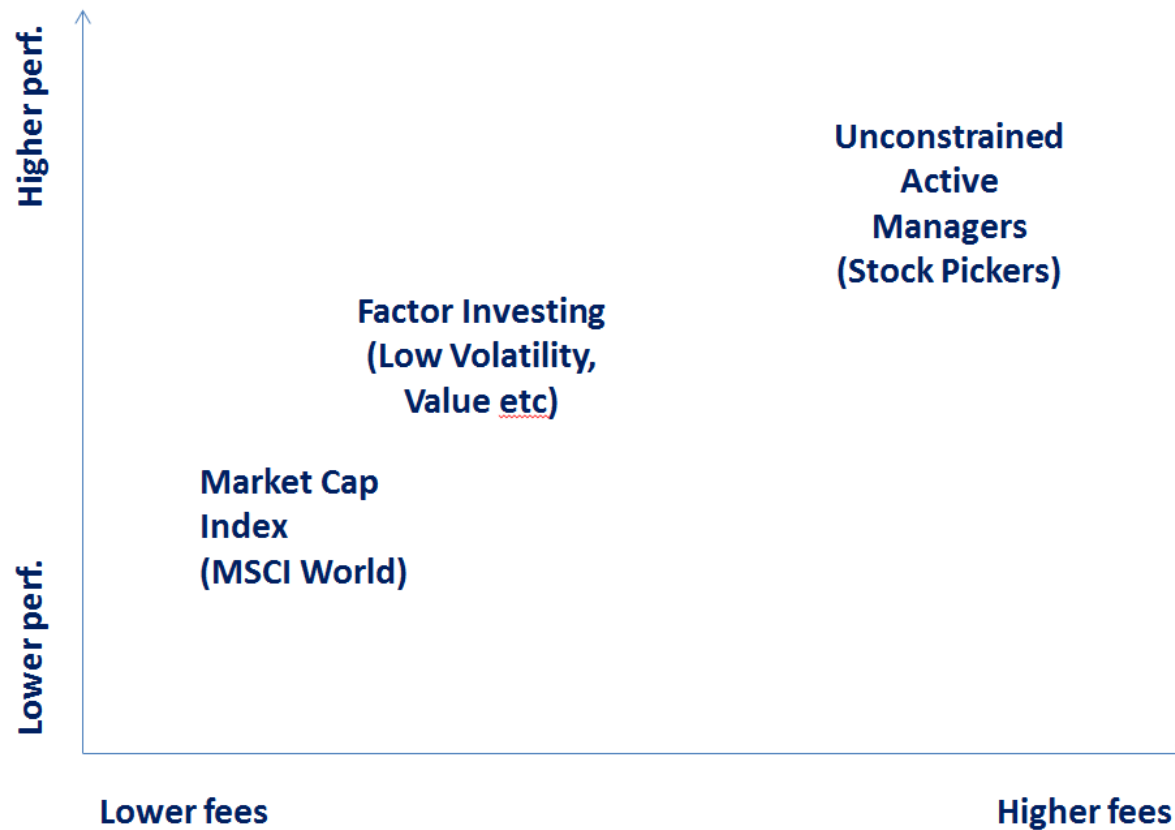 Higher perf.
Unconstrained
Active
Managers
(Stock Pickers)
Factor Investing
(Low Volatility,
Value etc)
Market Cap
Index
(MSCI World)
Lower perf.
Lower fees
Higher fees